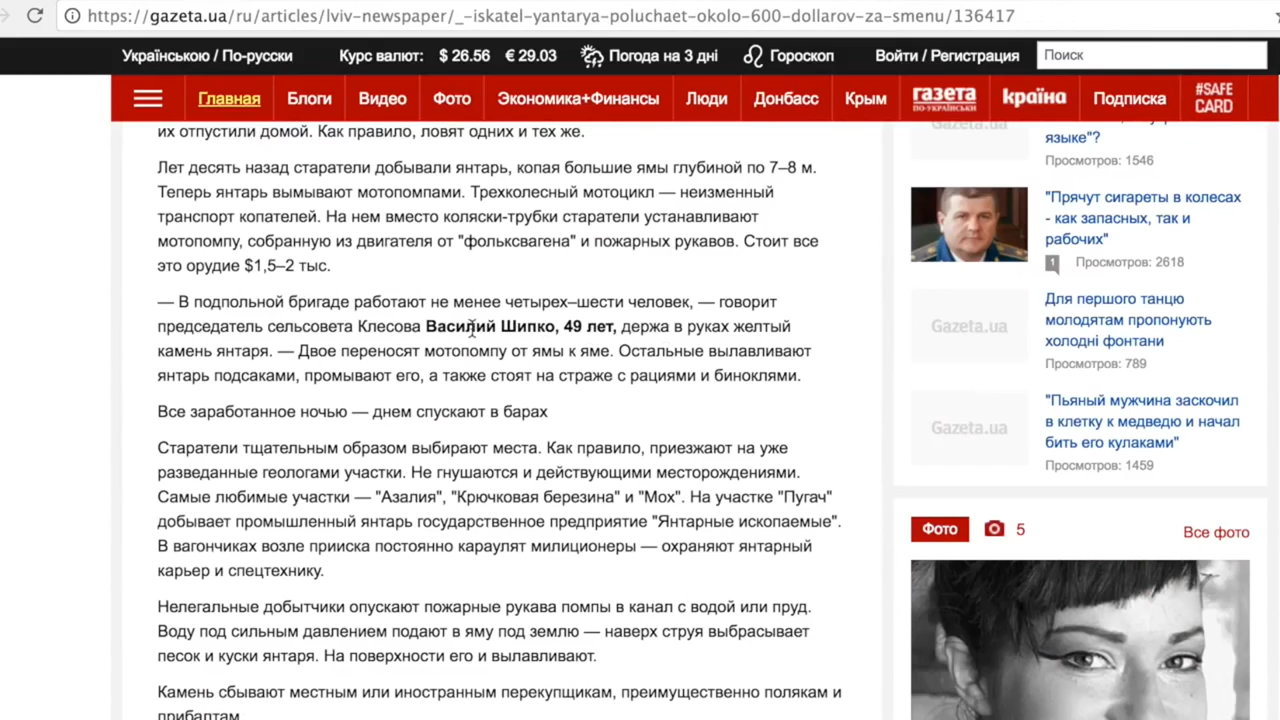 https://gazeta.ua/ru/articles/lviv-newspaper/_-iskatel-yantarya-poluchaet-okolo-600-dollarov-za-smenu/136417
Українською / По-русски Курс валют: $ 26.56 € 29.03 Погода на 3 дні Гороскоп Войти / Регистрация Поиск
Главная Блоги Видео Фото Экономика+Финансы Люди Донбасс Крым газета ПО-УКРАЇНСЬКИ країна Подписка #SAFE CARD
их отпустили домой. Как правило, ловят одних и тех же.
Лет десять назад старатели добывали янтарь, копая большие ямы глубиной по 7–8 м.
Теперь янтарь вымывают мотопомпами. Трехколесный мотоцикл — неизменный
транспорт копателей. На нем вместо коляски-трубки старатели устанавливают
мотопомпу, собранную из двигателя от "фольксвагена" и пожарных рукавов. Стоит все
это орудие $1,5–2 тыс.
— В подпольной бригаде работают не менее четырех–шести человек, — говорит
председатель сельсовета Клесова Василий Шипко, 49 лет, держа в руках желтый
камень янтаря. — Двое переносят мотопомпу от ямы к яме. Остальные вылавливают
янтарь подсаками, промывают его, а также стоят на страже с рациями и биноклями.
Все заработанное ночью — днем спускают в барах
Старатели тщательным образом выбирают места. Как правило, приезжают на уже
разведанные геологами участки. Не гнушаются и действующими месторождениями.
Самые любимые участки — "Азалия", "Крючковая березина" и "Мох". На участке "Пугач"
добывает промышленный янтарь государственное предприятие "Янтарные ископаемые".
В вагончиках возле прииска постоянно караулят милиционеры — охраняют янтарный
карьер и спецтехнику.
Нелегальные добытчики опускают пожарные рукава помпы в канал с водой или пруд.
Воду под сильным давлением подают в яму под землю — наверх струя выбрасывает
песок и куски янтаря. На поверхности его и вылавливают.
Камень сбывают местным или иностранным перекупщикам, преимущественно полякам и
прибалтам
Gazeta.ua
языке"?
Просмотров: 1546
"Прячут сигареты в колесах
- как запасных, так и
рабочих"
1 Просмотров: 2618
Gazeta.ua
Для першого танцю
молодятам пропонують
холодні фонтани
Просмотров: 789
Gazeta.ua
"Пьяный мужчина заскочил
в клетку к медведю и начал
бить его кулаками"
Просмотров: 1459
Фото 5 Все фото